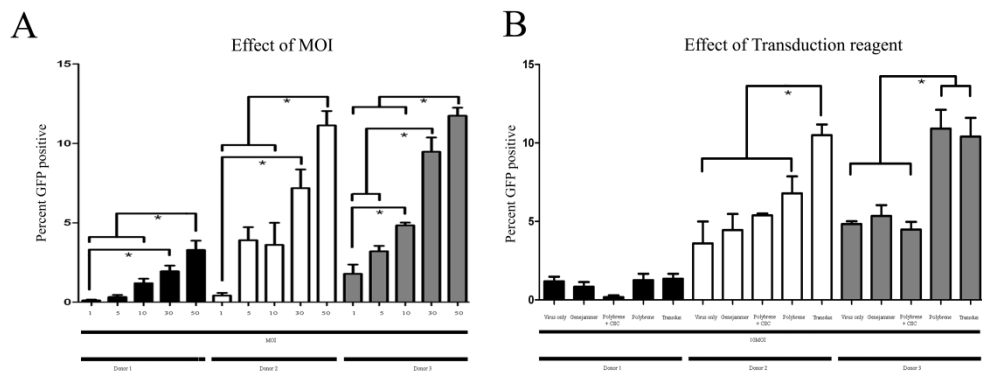 A
Effect of MOI
Percent GFP positive
15
10
5
0
*
*
*
*
*
*
*
1 5 10 30 50 1 5 10 30 50 1 5 10 30 50
MOI
Donor 1 Donor 2 Donor 3
B
Effect of Transduction reagent
Percent GFP positive
15
10
5
0
*
*
Virus only Genejammer Polybrene Polybrene Transdux Virus only Genejammer Polybrene Polybrene Transdux Virus only Genejammer Polybrene Polybrene Transdux
+ CSC + CSC + CSC
10MOI
Donor 1 Donor 2 Donor 3